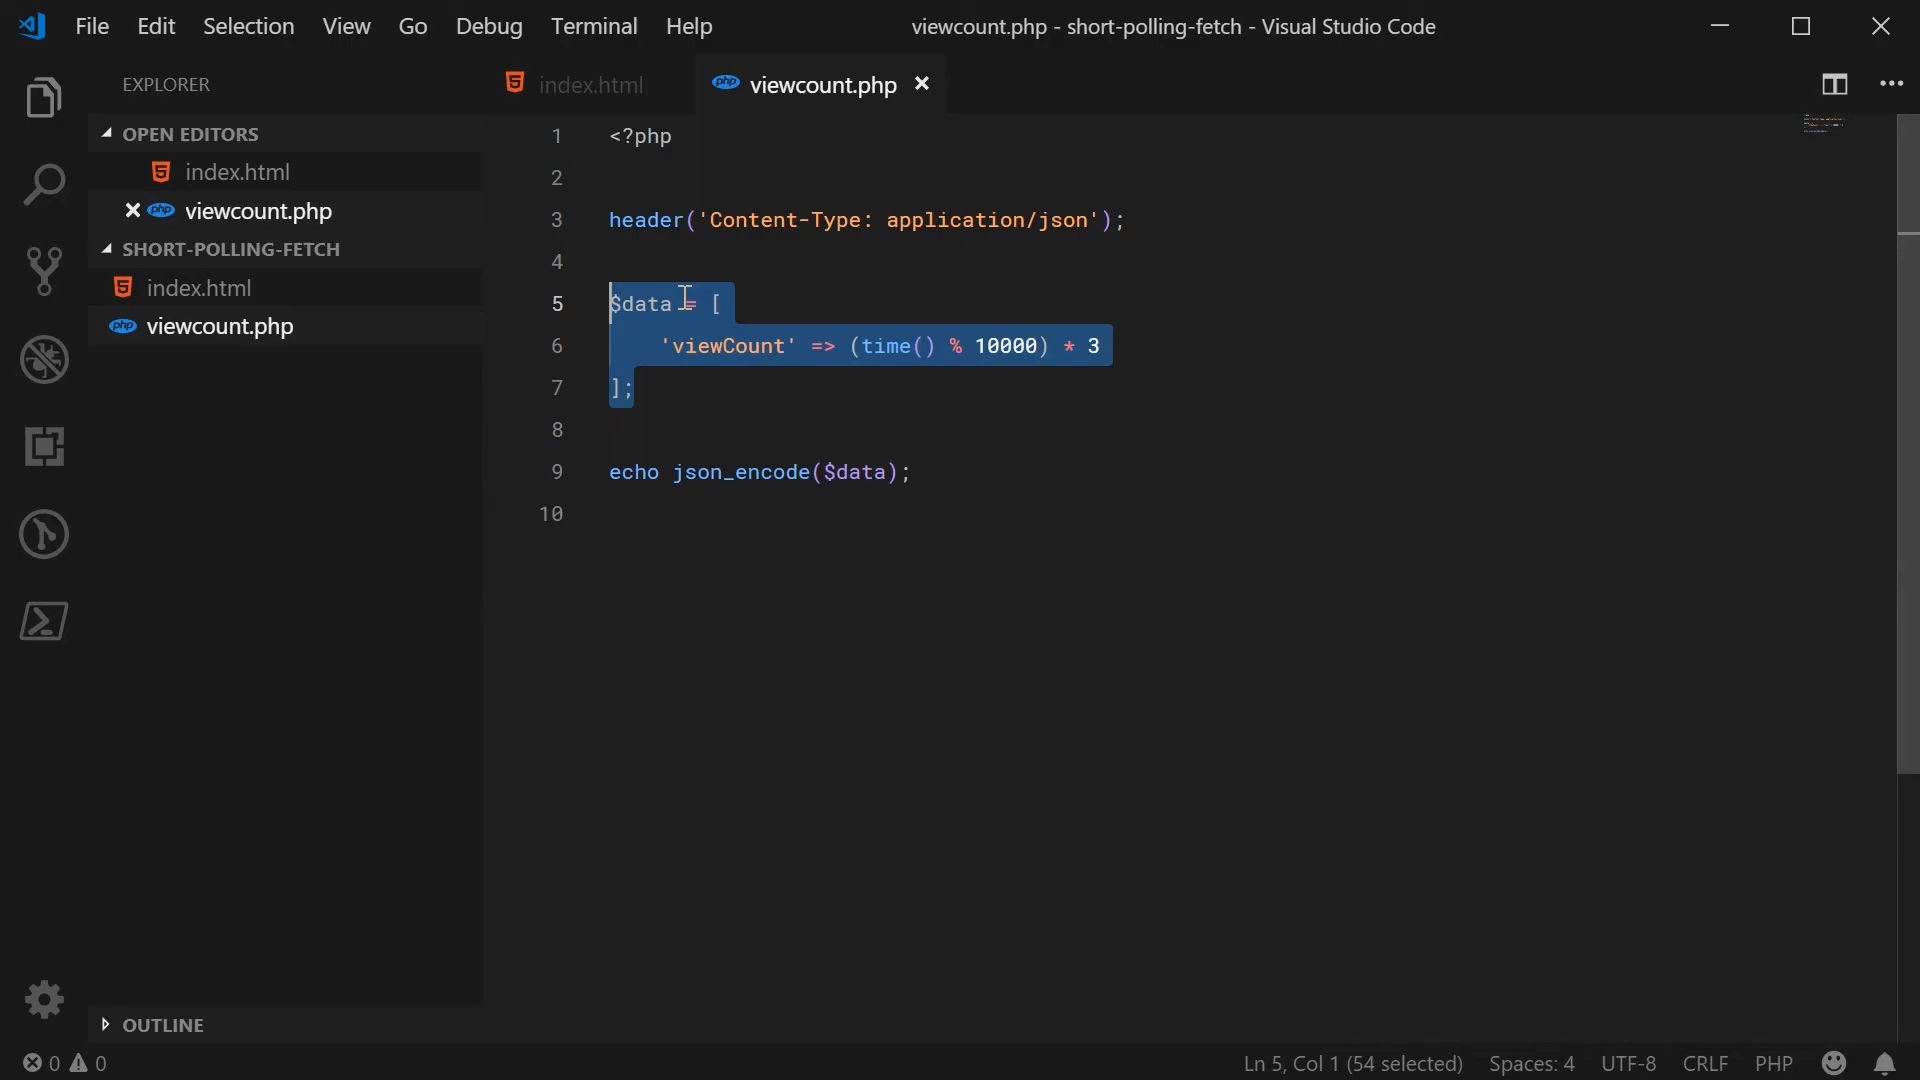 File Edit Selection View Go Debug Terminal Help viewcount.php - short-polling-fetch - Visual Studio Code
EXPLORER
OPEN EDITORS
index.html
viewcount.php
SHORT-POLLING-FETCH
index.html
viewcount.php
OUTLINE
index.html viewcount.php
1 <?php
2
3 header('Content-Type: application/json');
4
5 $data = [
6     'viewCount' => (time() % 10000) * 3
7 ];
8
9 echo json_encode($data);
10
0 0 Ln 5, Col 1 (54 selected) Spaces: 4 UTF-8 CRLF PHP